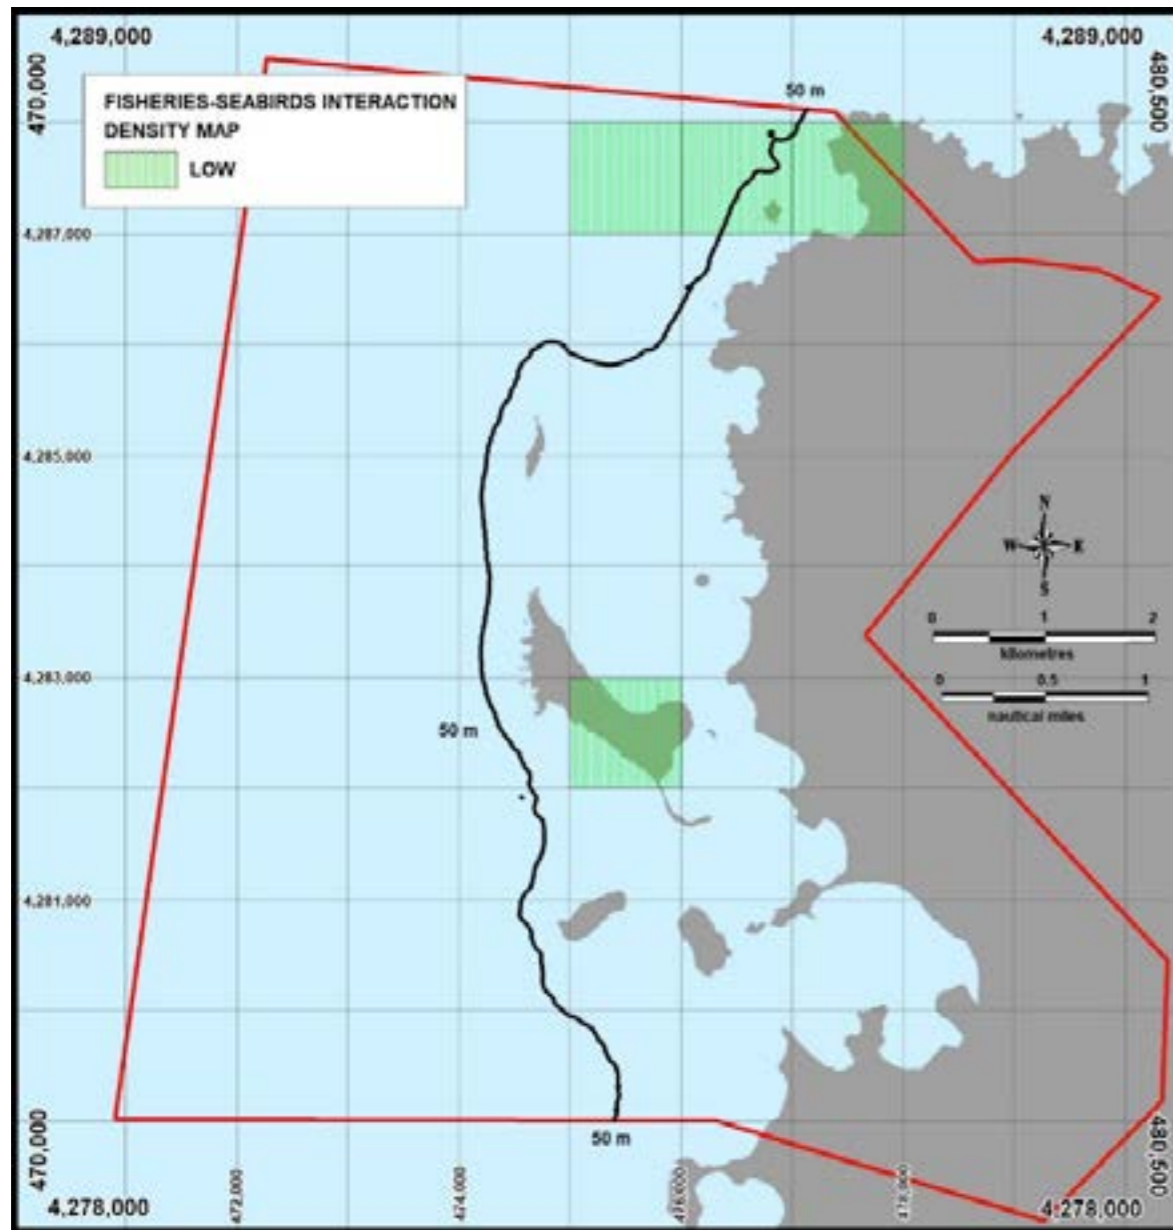 4,289,000
4,289,000
470,000
480,500
FISHERIES-SEABIRDS INTERACTION
DENSITY MAP
LOW
50 m
4,287,000
4,285,000
N
W E
S
0 1 2
kilometres
4,283,000
0 0.5 1
nautical miles
50 m
4,281,000
50 m
470,000
472,000
474,000
476,000
478,000
480,500
4,278,000
4,278,000